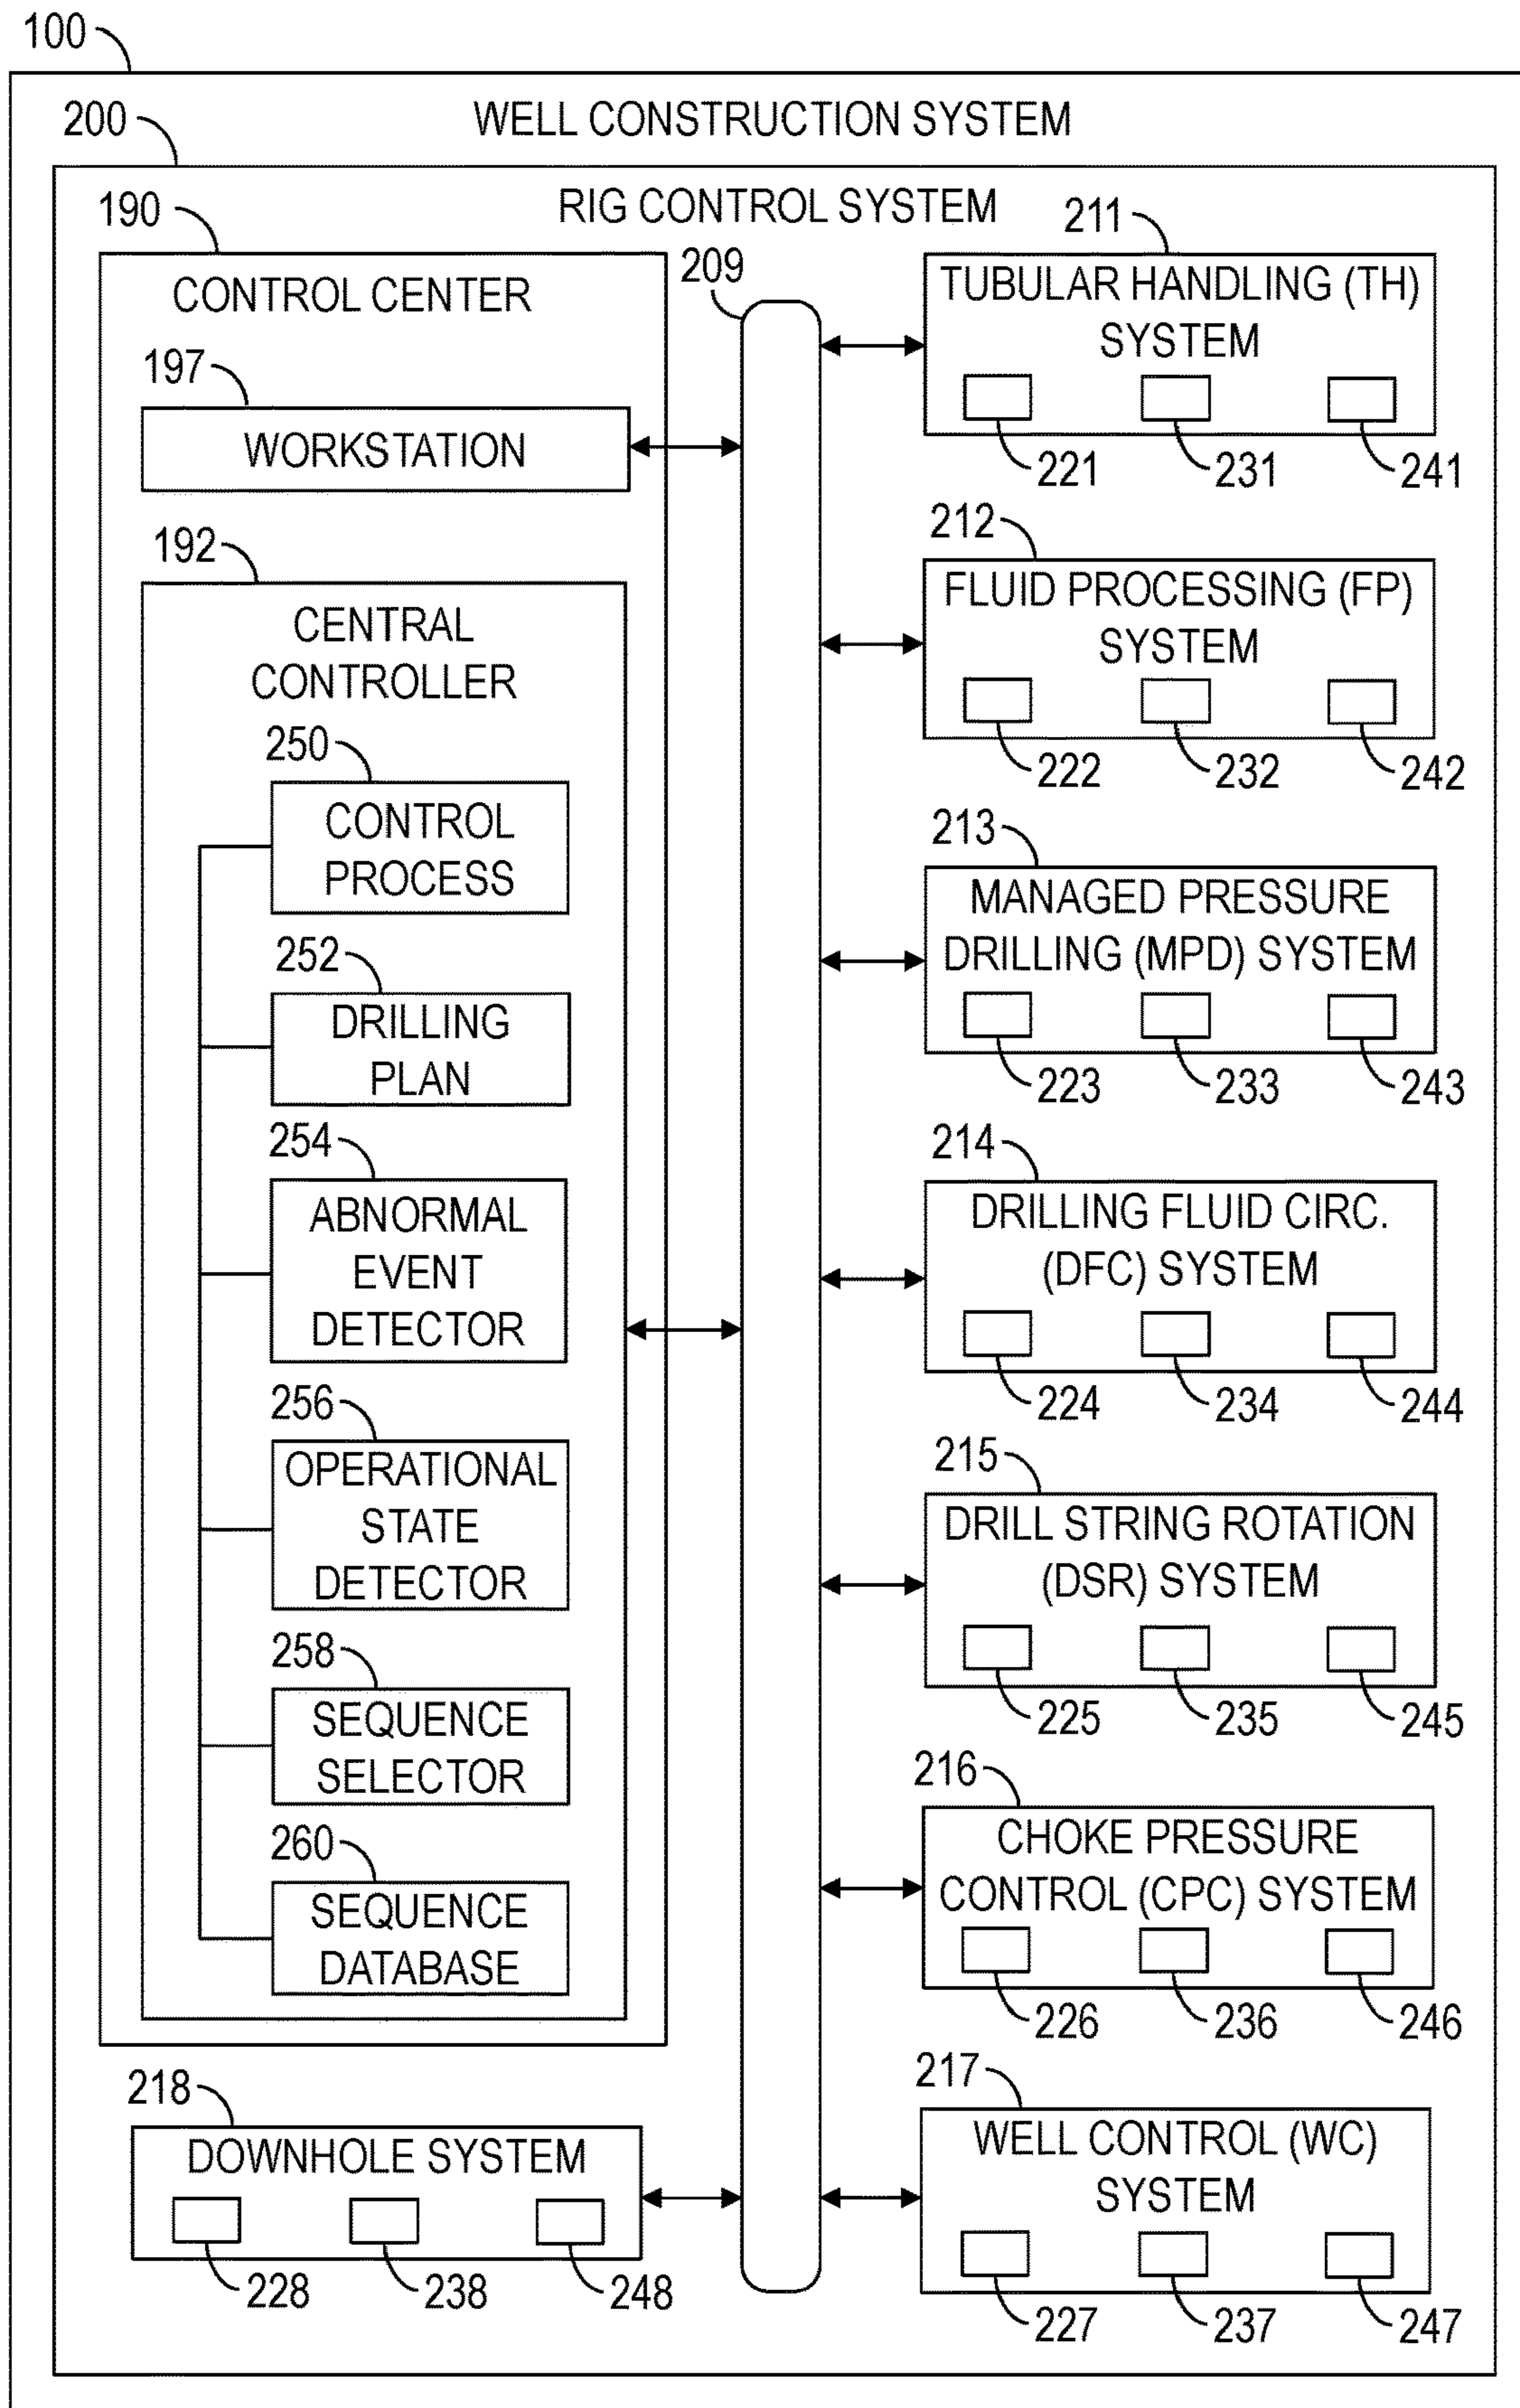 100
WELL CONSTRUCTION SYSTEM
200
RIG CONTROL SYSTEM
190
CONTROL CENTER
197
WORKSTATION
192
CENTRAL
CONTROLLER
250
CONTROL
PROCESS
252
DRILLING
PLAN
254
ABNORMAL
EVENT
DETECTOR
256
OPERATIONAL
STATE
DETECTOR
258
SEQUENCE
SELECTOR
260
SEQUENCE
DATABASE
218
DOWNHOLE SYSTEM
228 238 248
209
211
TUBULAR HANDLING (TH)
SYSTEM
221 231 241
212
FLUID PROCESSING (FP)
SYSTEM
222 232 242
213
MANAGED PRESSURE
DRILLING (MPD) SYSTEM
223 233 243
214
DRILLING FLUID CIRC.
(DFC) SYSTEM
224 234 244
215
DRILL STRING ROTATION
(DSR) SYSTEM
225 235 245
216
CHOKE PRESSURE
CONTROL (CPC) SYSTEM
226 236 246
217
WELL CONTROL (WC)
SYSTEM
227 237 247